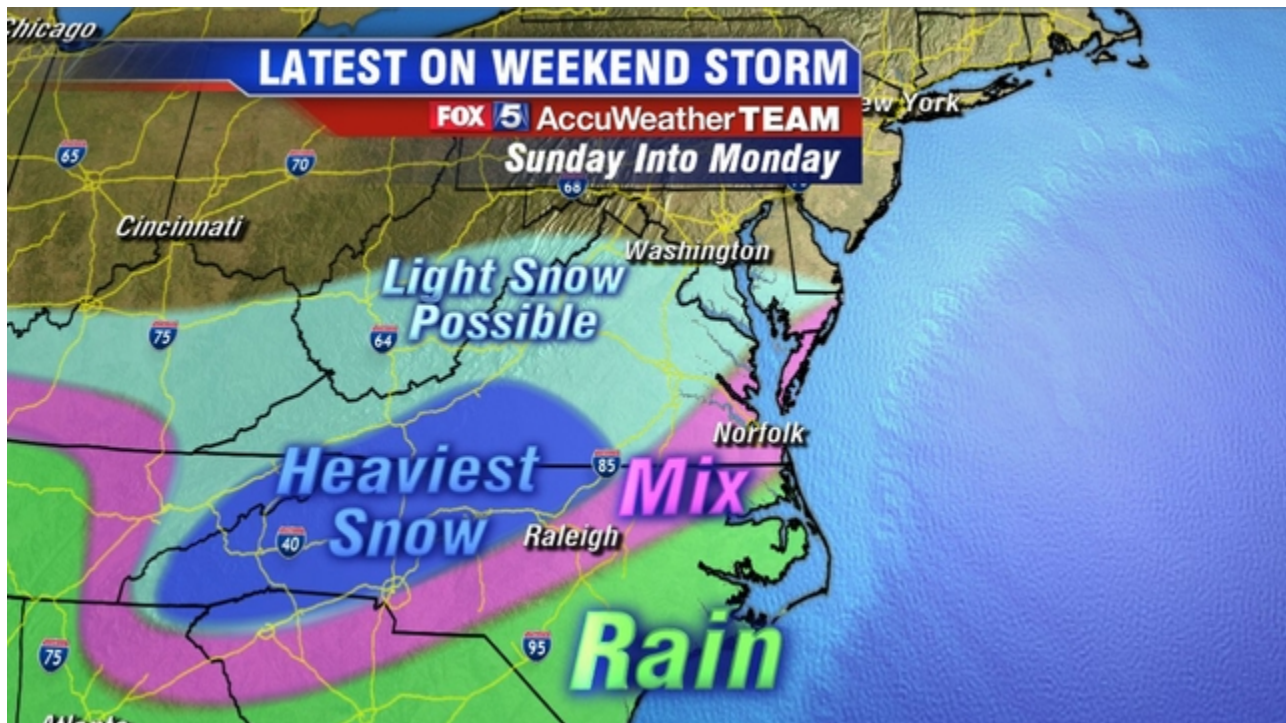 Chicago
LATEST ON WEEKEND STORM
FOX 5 AccuWeather TEAM
New York
Sunday Into Monday
65
70
68
Cincinnati
Washington
Light Snow
Possible
75
64
Norfolk
Heaviest
Snow
85
Mix
40
Raleigh
75
95
Rain
Atlanta